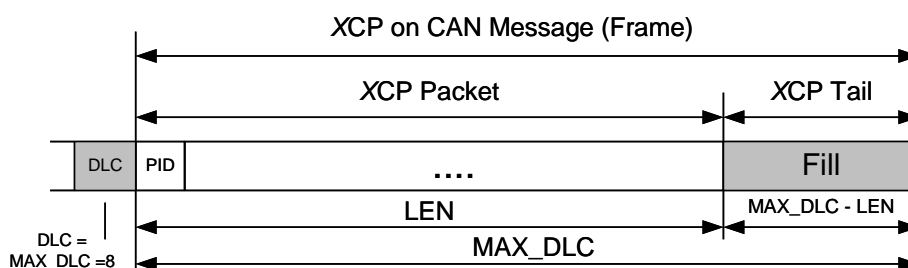 XCP on CAN Message (Frame)
XCP Packet
XCP Tail
DLC
PID
....
Fill
LEN
MAX_DLC - LEN
DLC =
MAX_DLC =8
MAX_DLC